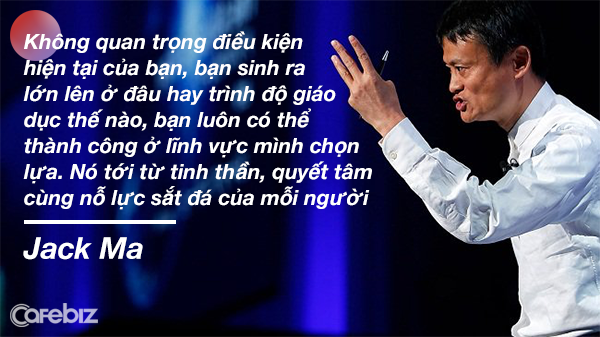 Không quan trọng điều kiện
hiện tại của bạn, bạn sinh ra
lớn lên ở đâu hay trình độ giáo
dục thế nào, bạn luôn có thể
thành công ở lĩnh vực mình chọn
lựa. Nó tới từ tinh thần, quyết tâm
cùng nỗ lực sắt đá của mỗi người
Jack Ma
Cafebiz